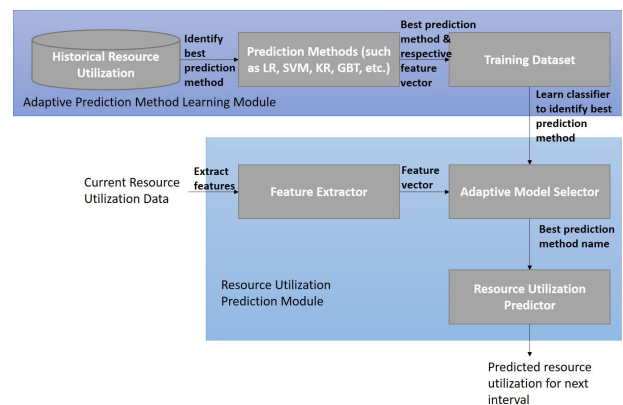 Historical Resource
Utilization
Identify
best
prediction
method
Prediction Methods (such
as LR, SVM, KR, GBT, etc.)
Best prediction
method &
respective
feature
vector
Training Dataset
Adaptive Prediction Method Learning Module
Learn classifier
to identify best
prediction
method
Current Resource
Utilization Data
Extract
features
Feature Extractor
Feature
vector
Adaptive Model Selector
Best prediction
method name
Resource Utilization
Prediction Module
Resource Utilization
Predictor
Predicted resource
utilization for next
interval